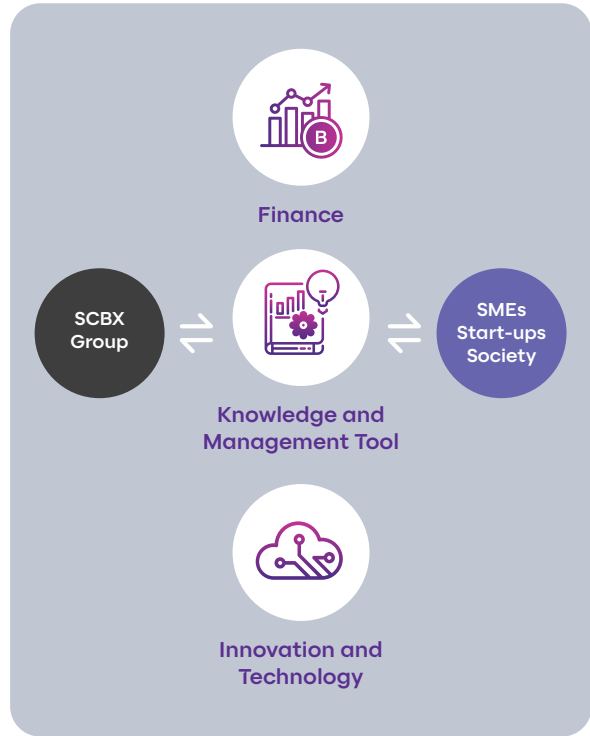 B
Finance
SCBX
Group
SMEs
Start-ups
Society
Knowledge and
Management Tool
Innovation and
Technology